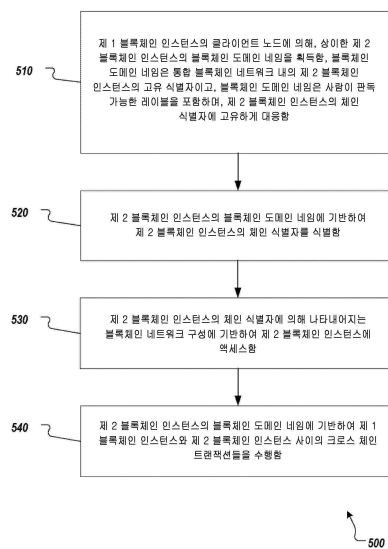 510
제 1 블록체인 인스턴스의 클라이언트 노드에 의해, 상이한 제 2
블록체인 인스턴스의 블록체인 도메인 네임을 획득함, 블록체인
도메인 네임은 통합 블록체인 네트워크 내의 제 2 블록체인
인스턴스의 고유 식별자이고, 블록체인 도메인 네임은 사람이 판독
가능한 레이블을 포함하며, 제 2 블록체인 인스턴스의 체인
식별자에 고유하게 대응함
520
제 2 블록체인 인스턴스의 블록체인 도메인 네임에 기반하여
제 2 블록체인 인스턴스의 체인 식별자를 식별함
530
제 2 블록체인 인스턴스의 체인 식별자에 의해 나타내어지는
블록체인 네트워크 구성에 기반하여 제 2 블록체인 인스턴스에
액세스함
540
제 2 블록체인 인스턴스의 블록체인 도메인 네임에 기반하여 제 1
블록체인 인스턴스와 제 2 블록체인 인스턴스 사이의 크로스 체인
트랜잭션들을 수행함
500